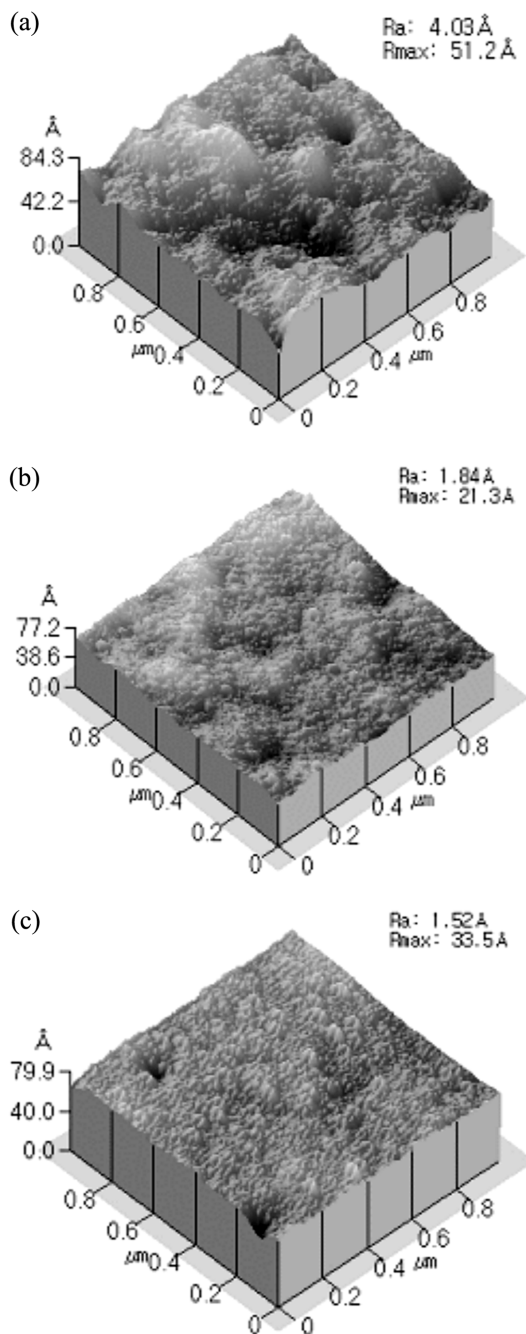 (a)
Ra: 4.03Å
Rmax: 51.2Å
Å
84.3
42.2
0.0
0.8
0.6
μm 0.4
0.2
0
0
0.2
0.4
μm
0.6
0.8
(b)
Ra: 1.84Å
Rmax: 21.3Å
Å
77.2
38.6
0.0
0.8
0.6
μm 0.4
0.2
0
0
0.2
0.4
μm
0.6
0.8
(c)
Ra: 1.52Å
Rmax: 33.5Å
Å
79.9
40.0
0.0
0.8
0.6
μm 0.4
0.2
0
0
0.2
0.4
μm
0.6
0.8